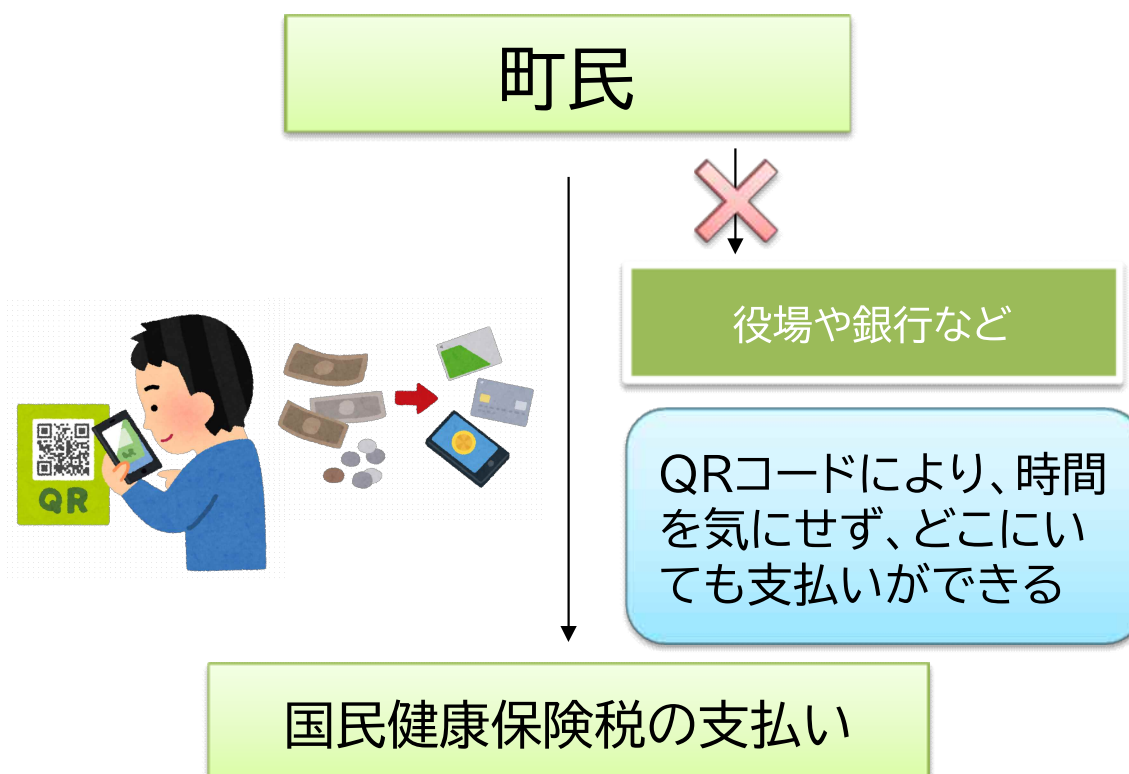 町民
役場や銀行など
QR
QRコードにより、時間
を気にせず、どこにい
ても支払いができる
国民健康保険税の支払い